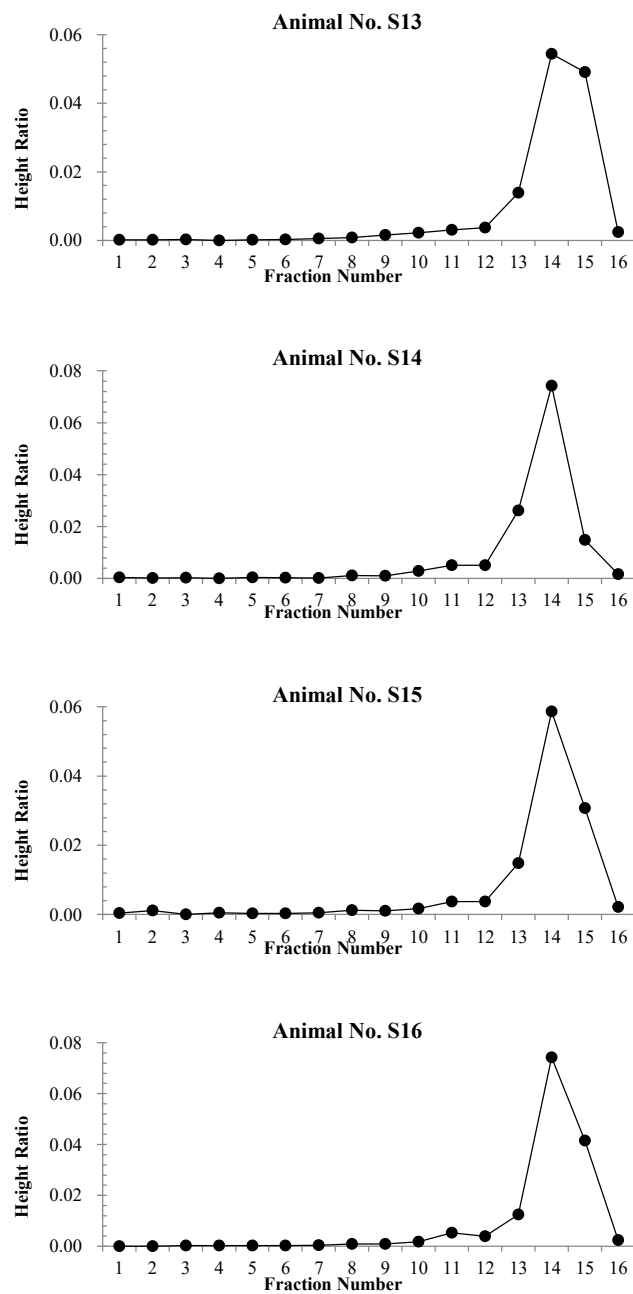 Animal No. S13
0.06
0.04
0.02
0.00
Height Ratio
1 2 3 4 5 6 7 8 9 10 11 12 13 14 15 16
Fraction Number
Animal No. S14
0.08
0.06
0.04
0.02
0.00
Height Ratio
1 2 3 4 5 6 7 8 9 10 11 12 13 14 15 16
Fraction Number
Animal No. S15
0.06
0.04
0.02
0.00
Height Ratio
1 2 3 4 5 6 7 8 9 10 11 12 13 14 15 16
Fraction Number
Animal No. S16
0.08
0.06
0.04
0.02
0.00
Height Ratio
1 2 3 4 5 6 7 8 9 10 11 12 13 14 15 16
Fraction Number